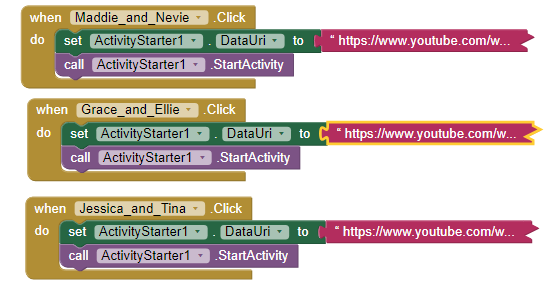 when Maddie_and_Nevie .Click
do set ActivityStarter1 . DataUri to “ https://www.youtube.com/w...
call ActivityStarter1 .StartActivity
when Grace_and_Ellie .Click
do set ActivityStarter1 . DataUri to “ https://www.youtube.com/w...
call ActivityStarter1 .StartActivity
when Jessica_and_Tina .Click
do set ActivityStarter1 . DataUri to “ https://www.youtube.com/w...
call ActivityStarter1 .StartActivity